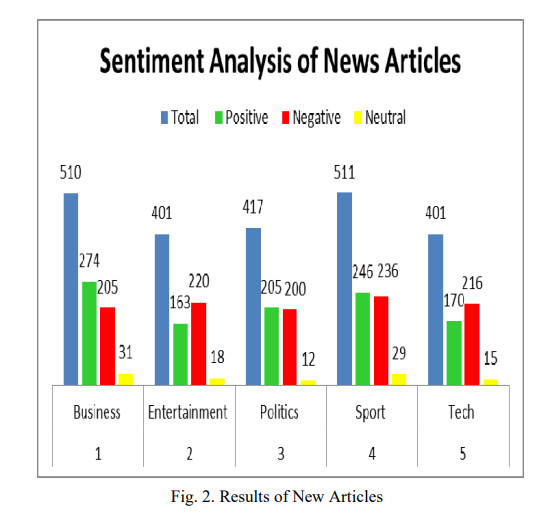 Sentiment Analysis of News Articles
Total Positive Negative Neutral
510 274 205 31
401 163 220 18
417 205 200 12
511 246 236 29
401 170 216 15
Business Entertainment Politics Sport Tech
1 2 3 4 5
Fig. 2. Results of New Articles